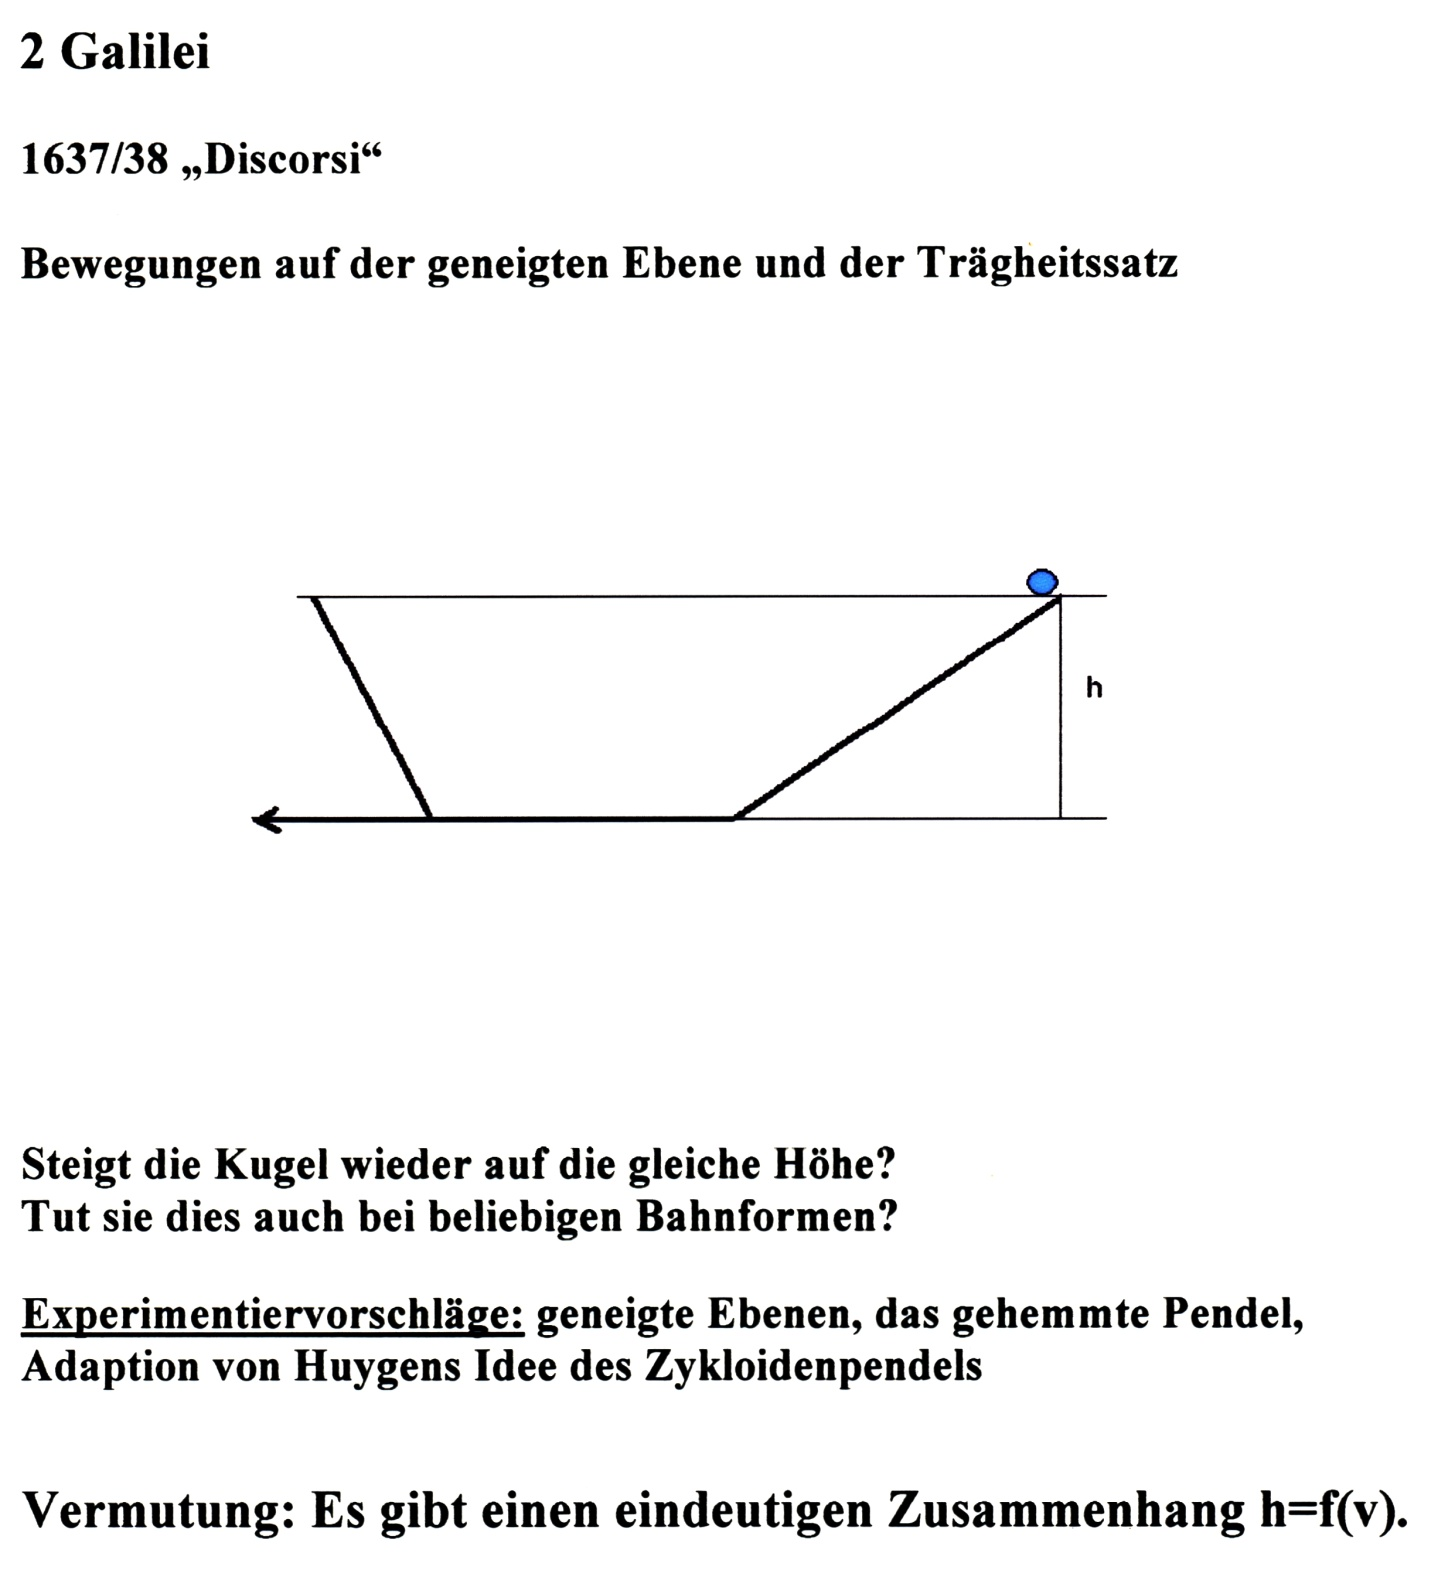 2 Galilei
1637/38 „Discorsi“
Bewegungen auf der geneigten Ebene und der Trägheitssatz
h
Steigt die Kugel wieder auf die gleiche Höhe?
Tut sie dies auch bei beliebigen Bahnformen?
Experimentiervorschläge: geneigte Ebenen, das gehemmte Pendel,
Adaption von Huygens Idee des Zykloidenpendels
Vermutung: Es gibt einen eindeutigen Zusammenhang h=f(v).